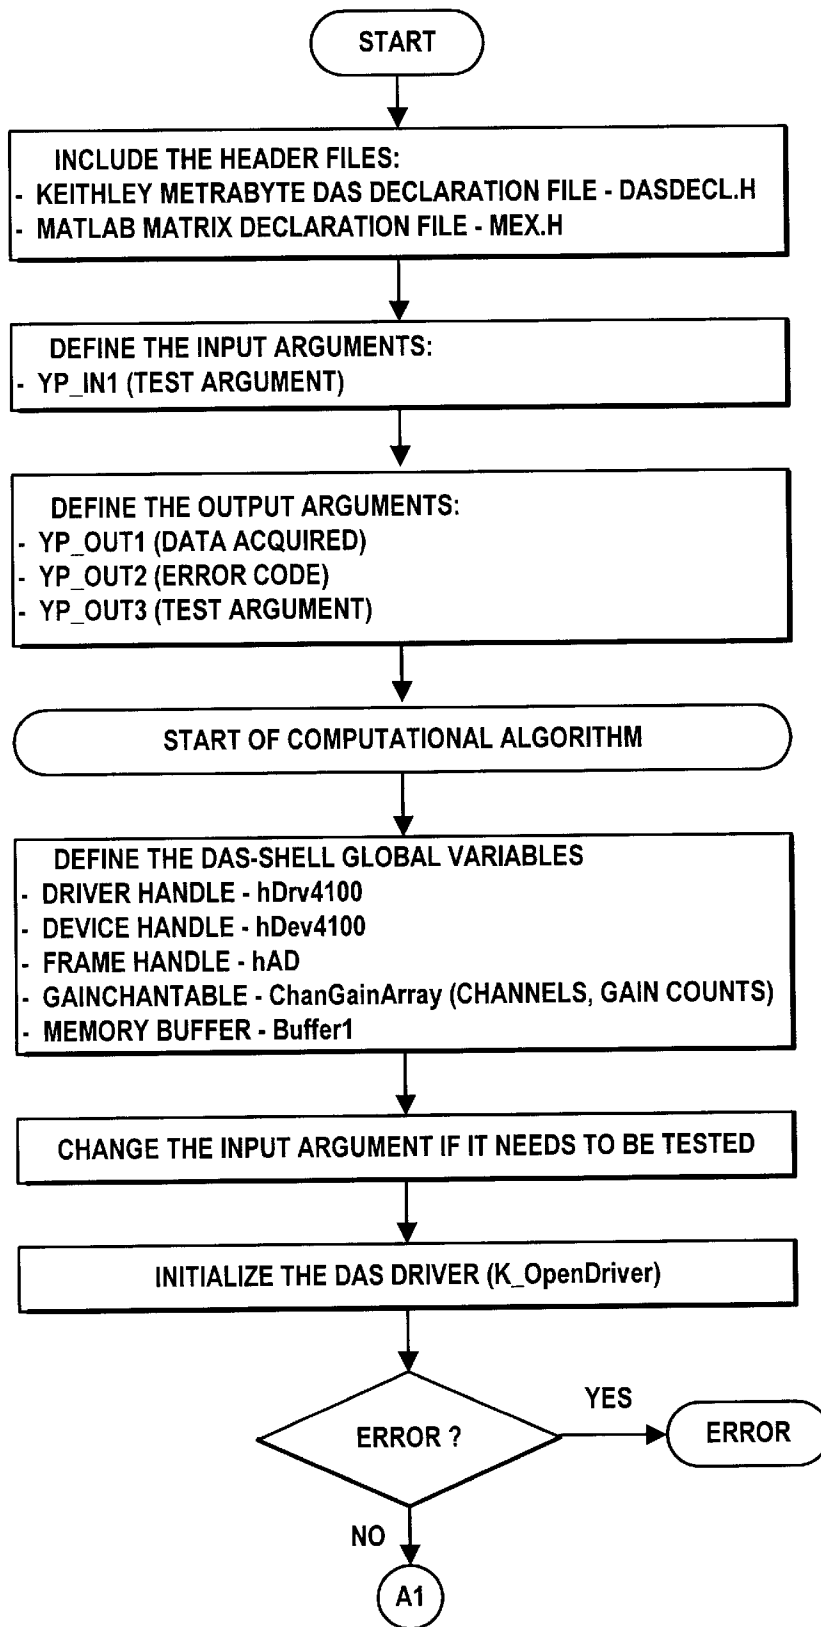 START
INCLUDE THE HEADER FILES:
- KEITHLEY METRABYTE DAS DECLARATION FILE - DASDECL.H
- MATLAB MATRIX DECLARATION FILE - MEX.H
DEFINE THE INPUT ARGUMENTS:
- YP_IN1 (TEST ARGUMENT)
DEFINE THE OUTPUT ARGUMENTS:
- YP_OUT1 (DATA ACQUIRED)
- YP_OUT2 (ERROR CODE)
- YP_OUT3 (TEST ARGUMENT)
START OF COMPUTATIONAL ALGORITHM
DEFINE THE DAS-SHELL GLOBAL VARIABLES
- DRIVER HANDLE - hDrv4100
- DEVICE HANDLE - hDev4100
- FRAME HANDLE - hAD
- GAINCHANTABLE - ChanGainArray (CHANNELS, GAIN COUNTS)
- MEMORY BUFFER - Buffer1
CHANGE THE INPUT ARGUMENT IF IT NEEDS TO BE TESTED
INITIALIZE THE DAS DRIVER (K_OpenDriver)
ERROR ?
YES
ERROR
NO
A1